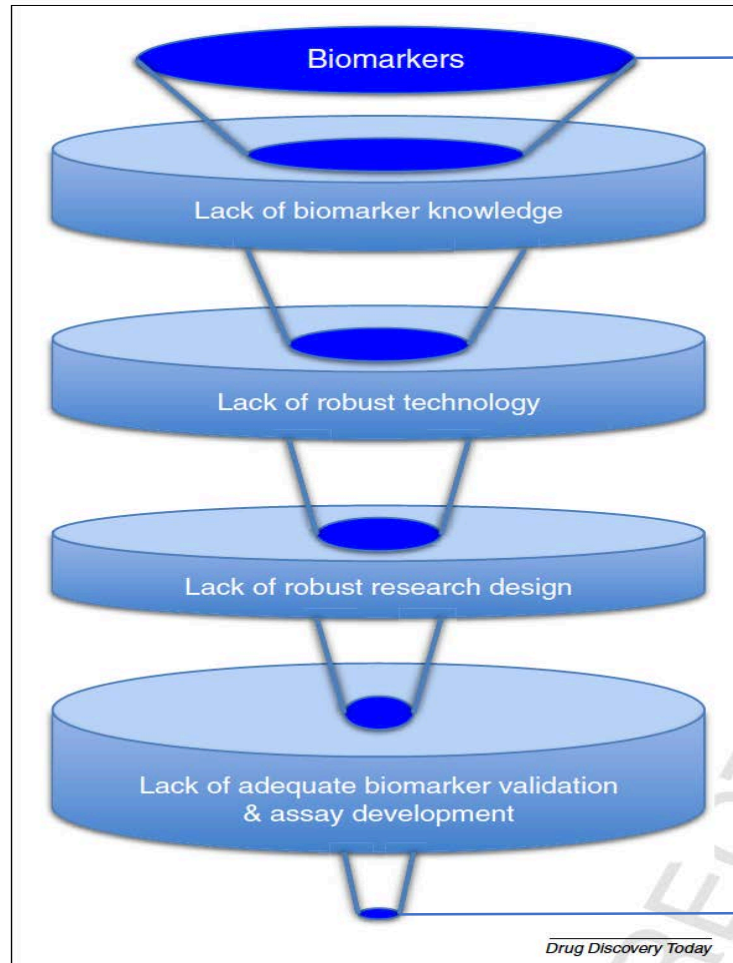 Biomarkers
Lack of biomarker knowledge
Lack of robust technology
Lack of robust research design
Lack of adequate biomarker validation
& assay development
Drug Discovery Today